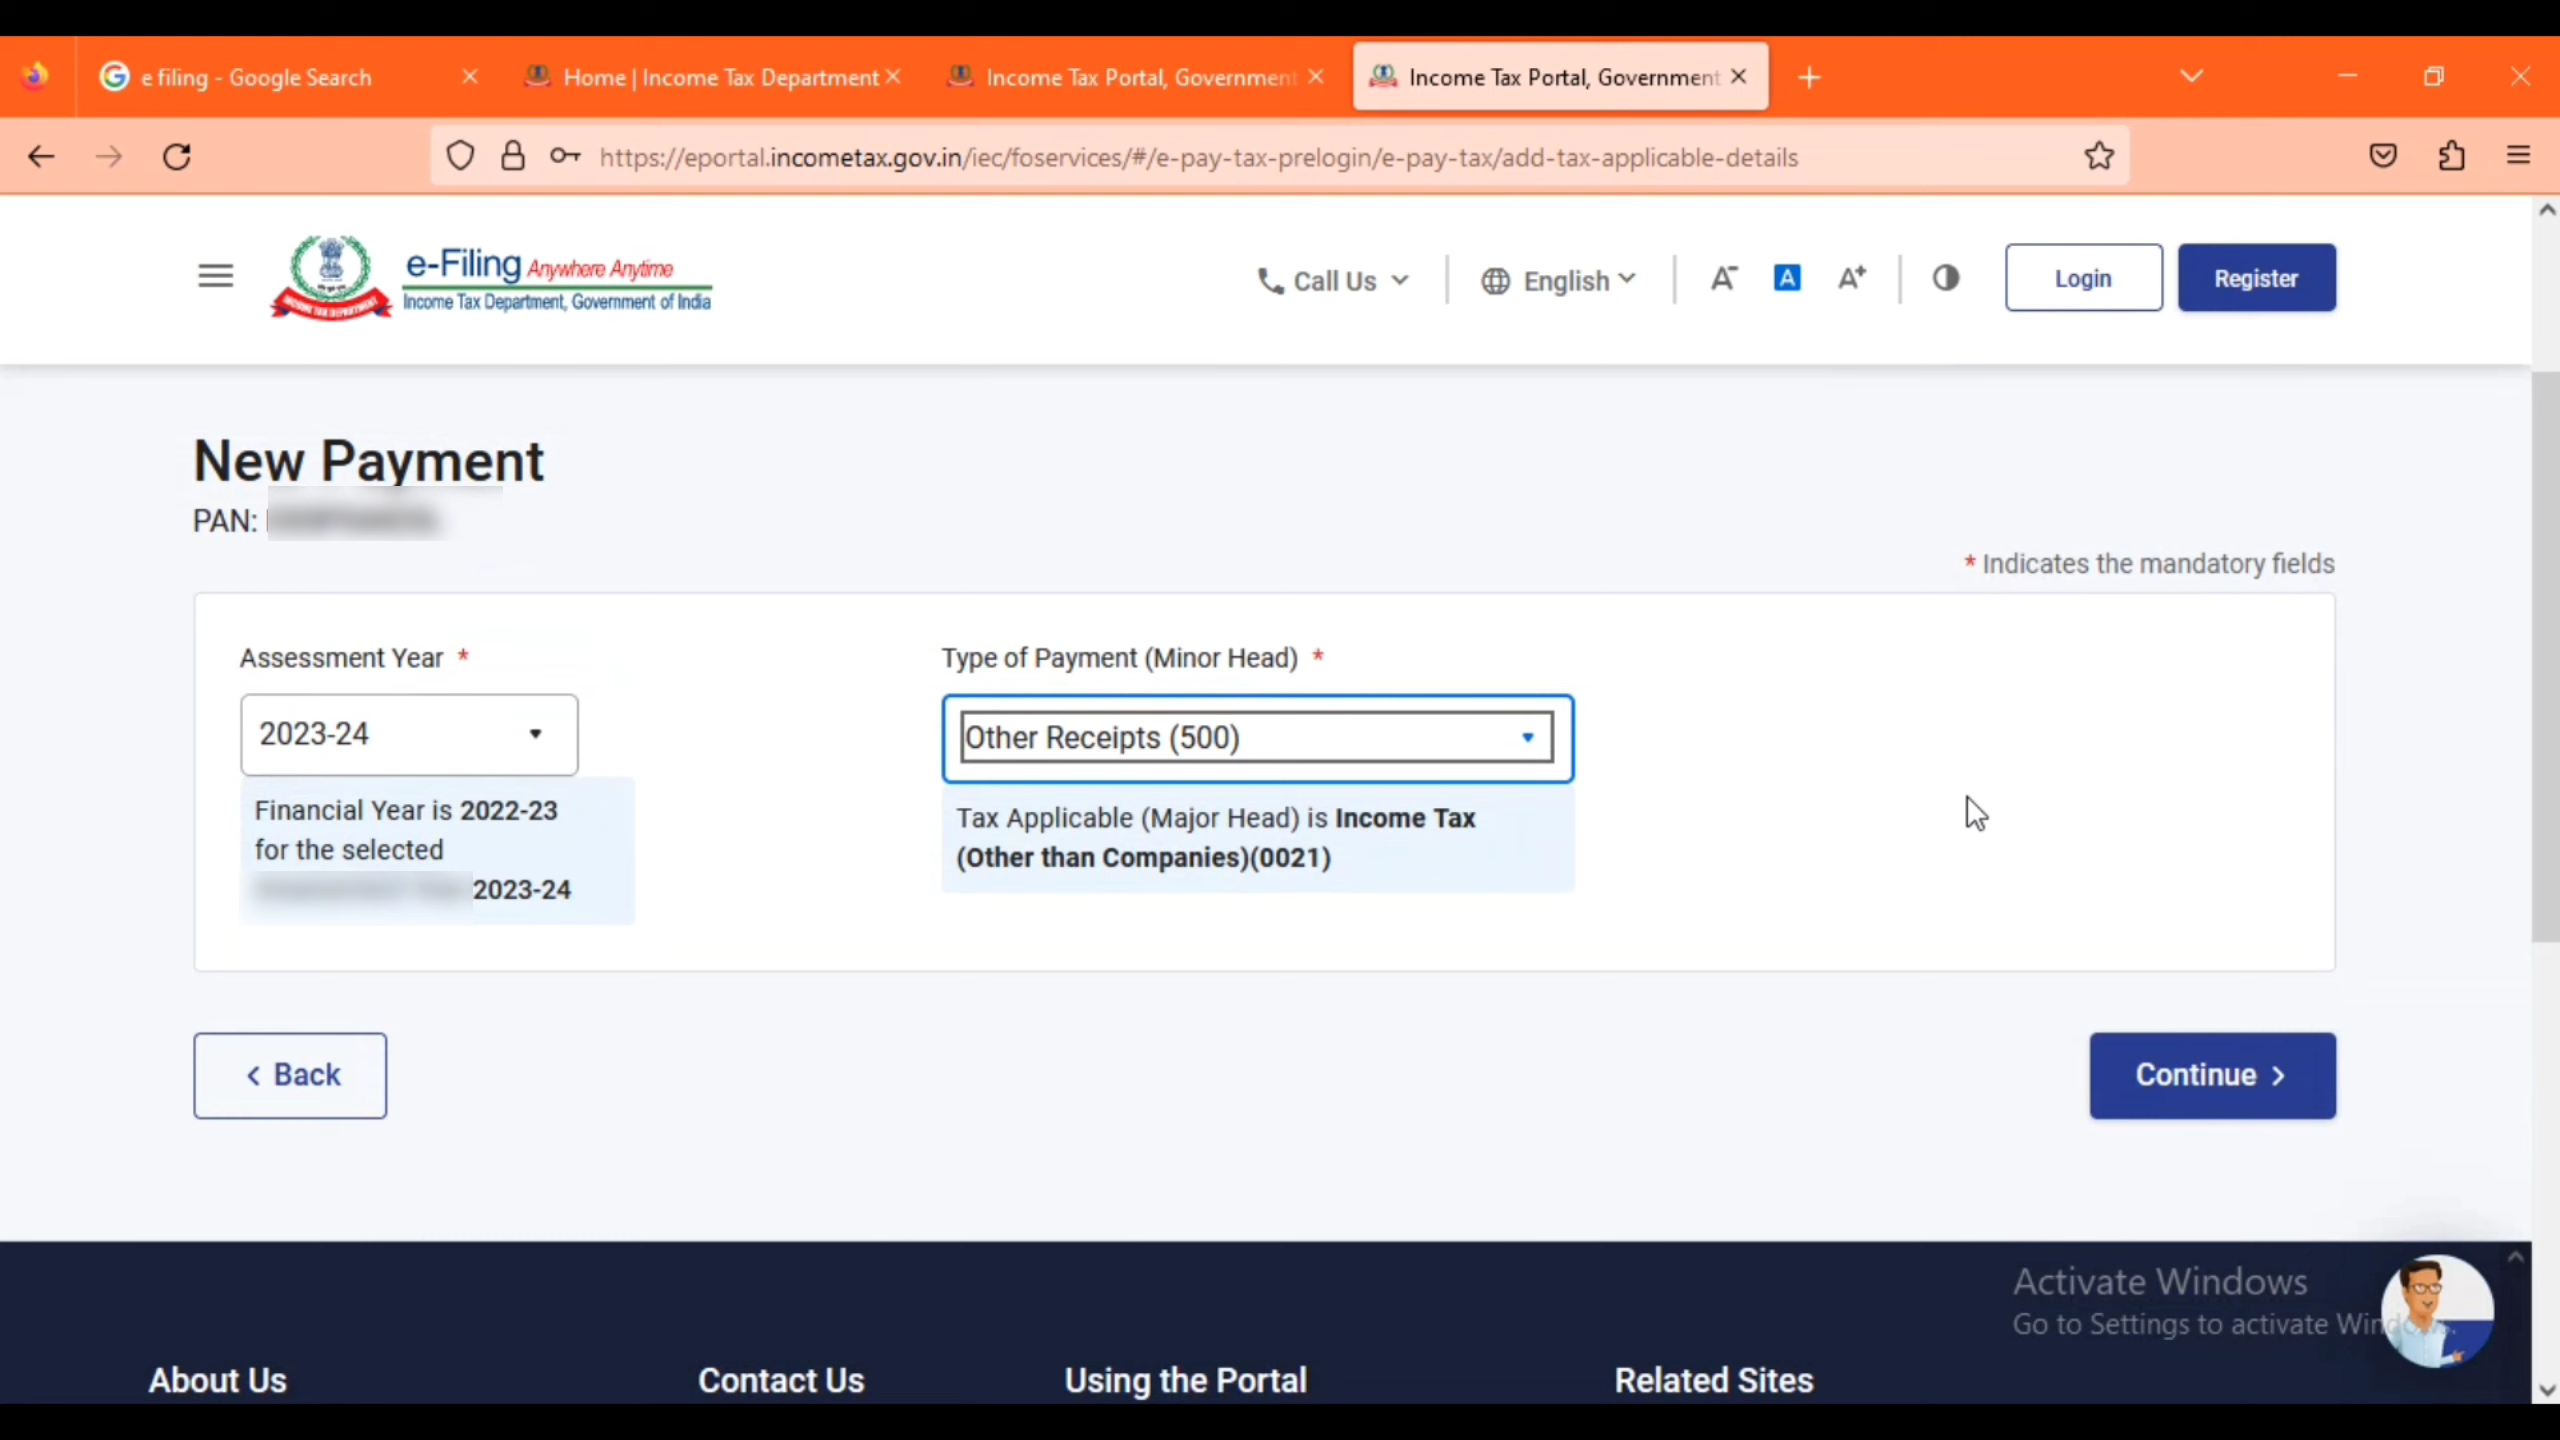 e filing - Google Search
Home | Income Tax Department
Income Tax Portal, Government
Income Tax Portal, Government
https://eportal.incometax.gov.in/iec/foservices/#/e-pay-tax-prelogin/e-pay-tax/add-tax-applicable-details
e-Filing Anywhere Anytime
Income Tax Department, Government of India
INCOME TAX DEPARTMENT
Call Us
English
A-
A
A+
Login
Register
New Payment
PAN:
* Indicates the mandatory fields
Assessment Year *
Type of Payment (Minor Head) *
2023-24
Other Receipts (500)
Financial Year is 2022-23
for the selected
2023-24
Tax Applicable (Major Head) is Income Tax
(Other than Companies)(0021)
< Back
Continue >
Activate Windows
Go to Settings to activate
About Us
Contact Us
Using the Portal
Related Sites